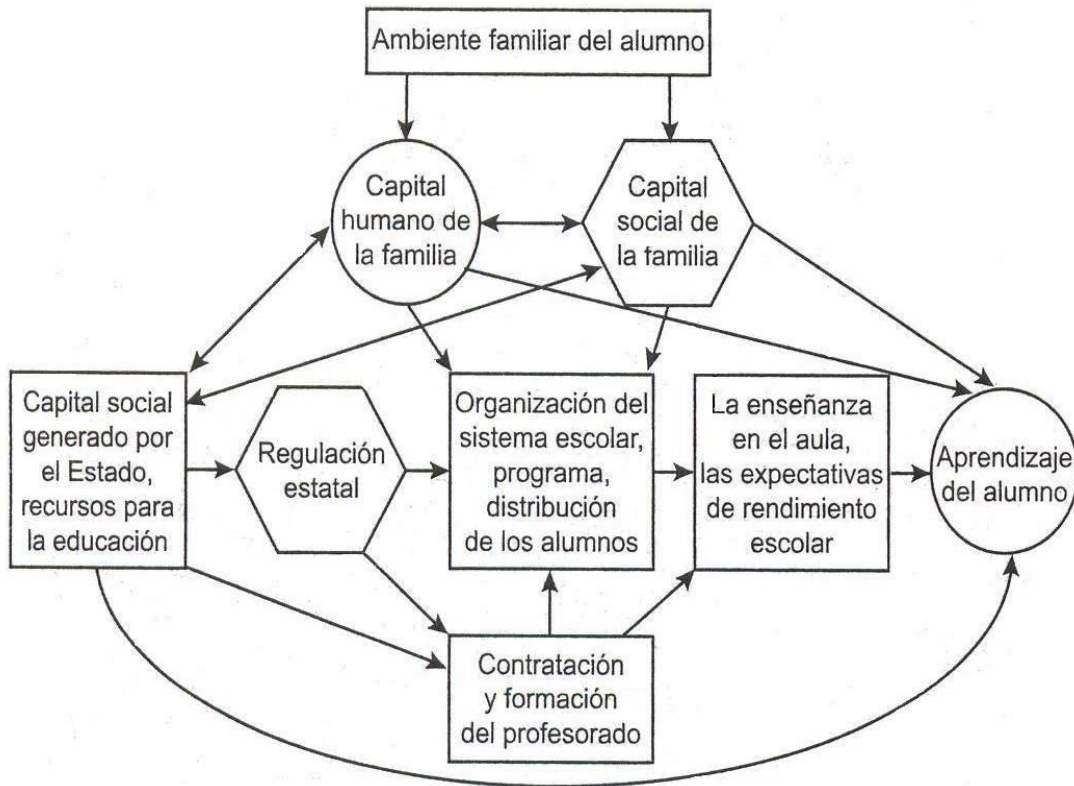 Ambiente familiar del alumno
Capital
humano de
la familia
Capital
social de
la familia
Capital social
generado por
el Estado,
recursos para
la educación
Regulación
estatal
Organización del
sistema escolar,
programa,
distribución
de los alumnos
La enseñanza
en el aula,
las expectativas
de rendimiento
escolar
Aprendizaje
del alumno
Contratación
y formación
del profesorado